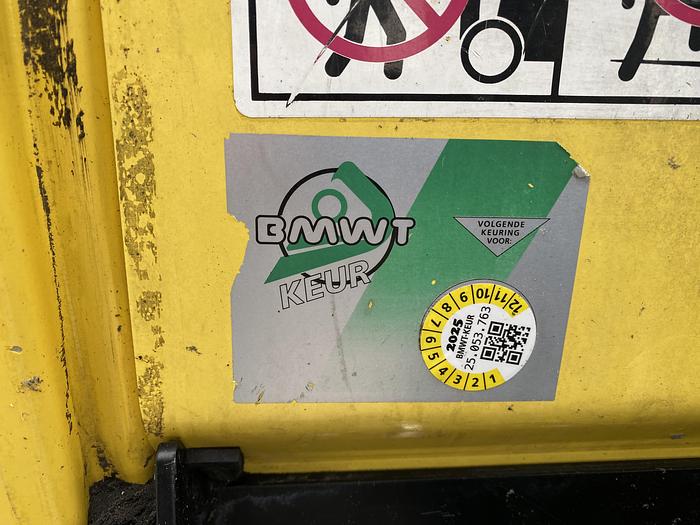 BMWT
KEUR
VOLGENDE
KEURING
VOOR:
1 2 3 4 5 6 7 8 9 10 11 12
2025
BMWT-KEUR
25.053.763